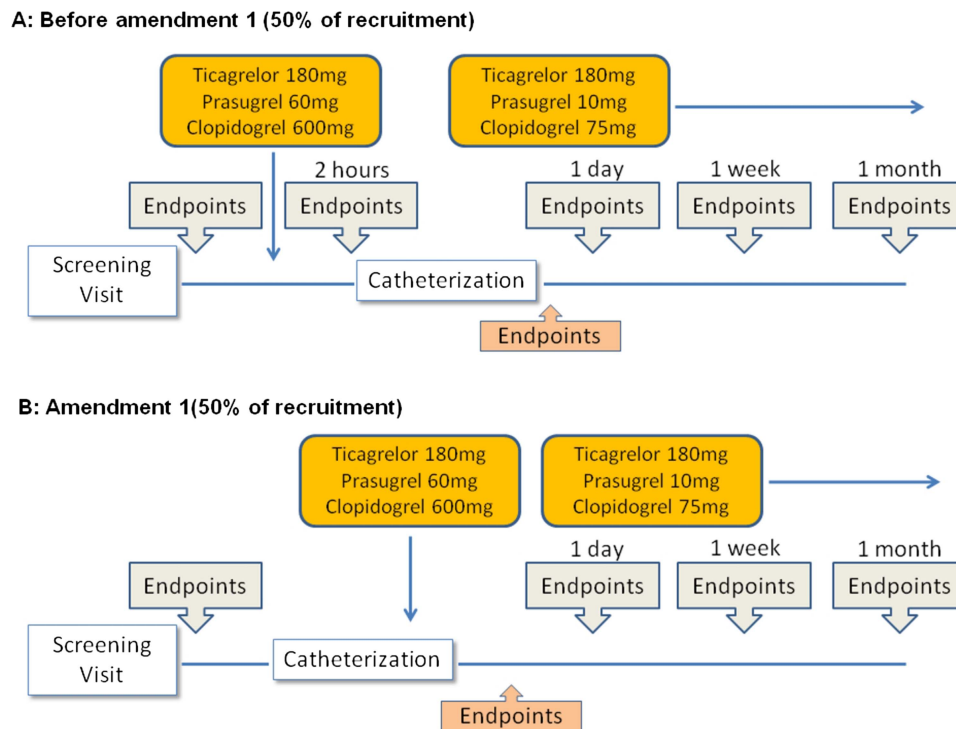 A: Before amendment 1 (50% of recruitment)
Ticagrelor 180mg
Prasugrel 60mg
Clopidogrel 600mg
Ticagrelor 180mg
Prasugrel 10mg
Clopidogrel 75mg
2 hours
1 day
1 week
1 month
Endpoints
Endpoints
Endpoints
Endpoints
Endpoints
Screening
Visit
Catheterization
Endpoints
B: Amendment 1(50% of recruitment)
Ticagrelor 180mg
Prasugrel 60mg
Clopidogrel 600mg
Ticagrelor 180mg
Prasugrel 10mg
Clopidogrel 75mg
1 day
1 week
1 month
Endpoints
Endpoints
Endpoints
Endpoints
Screening
Visit
Catheterization
Endpoints